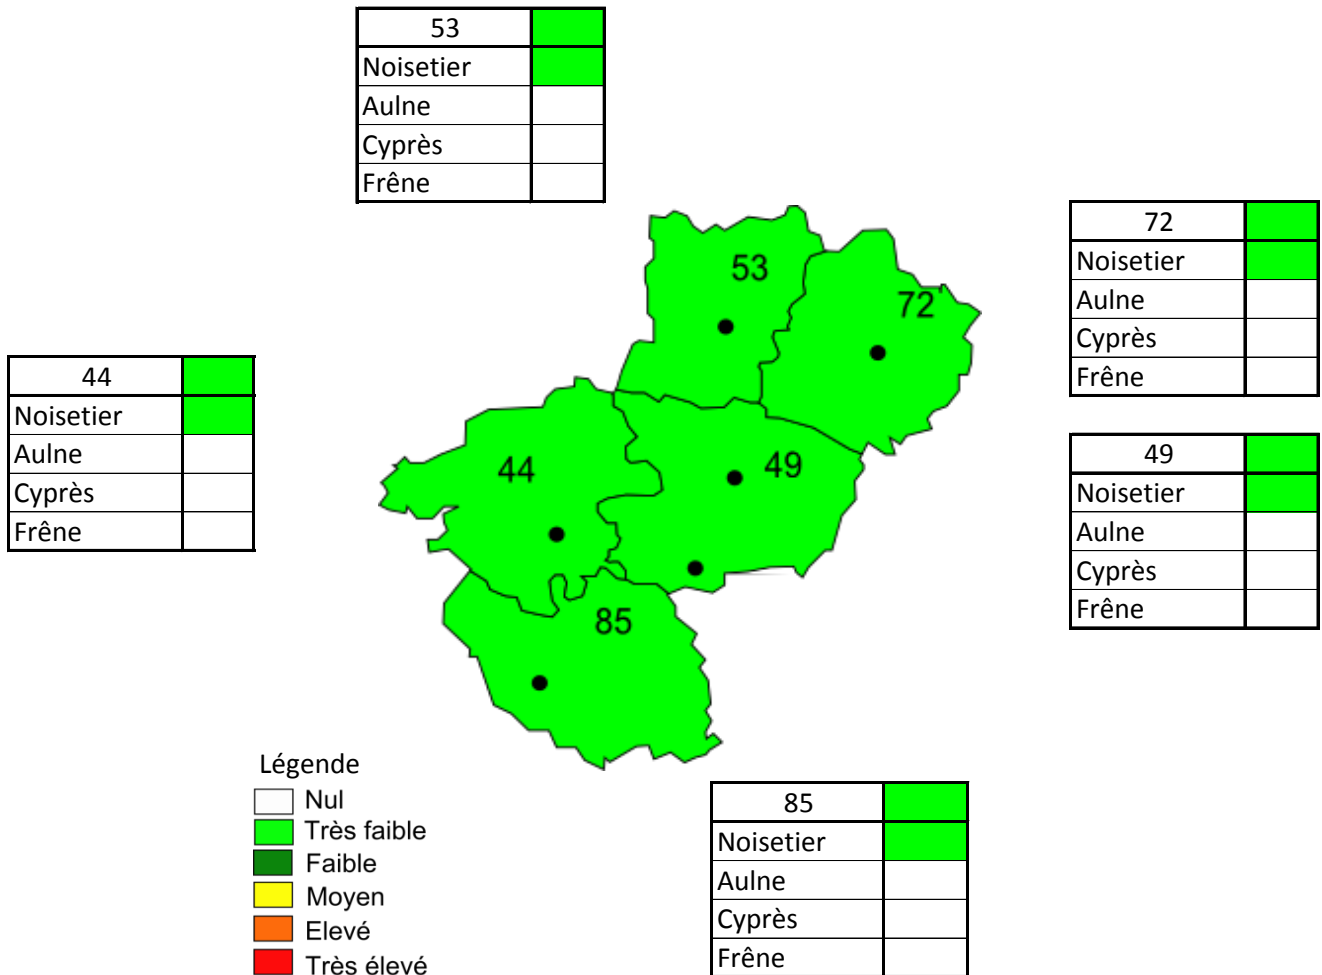 53
Noisetier
Aulne
Cyprès
Frêne
53
72
72
Noisetier
Aulne
Cyprès
Frêne
44
Noisetier
Aulne
Cyprès
Frêne
44
49
49
Noisetier
Aulne
Cyprès
Frêne
85
Légende
Nul
Très faible
Faible
Moyen
Elevé
Très élevé
85
Noisetier
Aulne
Cyprès
Frêne